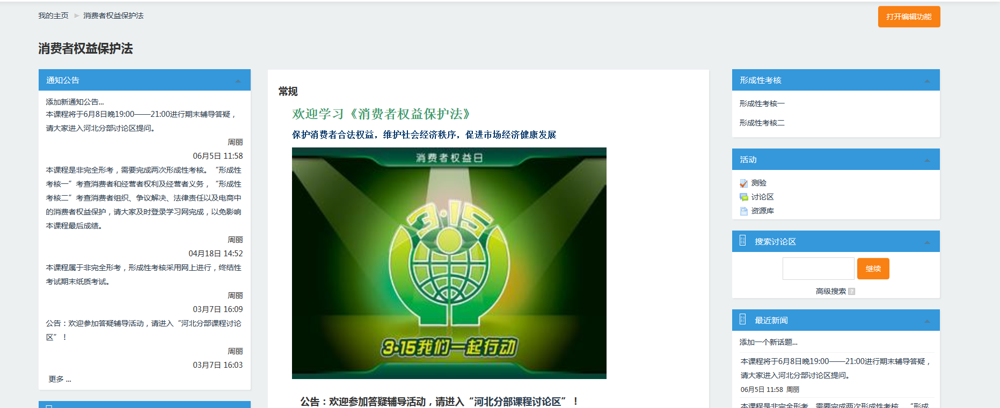 我的主页 ► 消费者权益保护法
打开编辑功能
消费者权益保护法
通知公告
添加新通知公告...
本课程将于6月8日晚19:00——21:00进行期末辅导答疑，
请大家进入河北分部讨论区提问。
周丽
06月5日 11:58
本课程是非完全形考，需要完成两次形成性考核。“形成性
考核一”考查消费者和经营者权利及经营者义务，“形成性
考核二”考查消费者组织、争议解决、法律责任以及电商中
的消费者权益保护，请大家及时登录学习网完成，以免影响
本课程最后成绩。
周丽
04月18日 14:52
本课程属于非完全形考，形成性考核采用网上进行，终结性
考试期末纸质考试。
周丽
03月7日 16:09
公告：欢迎参加答疑辅导活动，请进入“河北分部课程讨论
区”！
周丽
03月7日 16:03
更多 ...
常规
欢迎学习《消费者权益保护法》
保护消费者合法权益，维护社会经济秩序，促进市场经济健康发展
消费者权益日
3·15
3·15我们一起行动
公告：欢迎参加答疑辅导活动，请进入“河北分部课程讨论区”！
形成性考核
形成性考核一
形成性考核二
活动
测验
讨论区
资源库
搜索讨论区
继续
高级搜索 ?
最近新闻
添加一个新话题...
本课程将于6月8日晚19:00——21:00进行期末辅导答疑，
请大家进入河北分部讨论区提问。
06月5日 11:58 周丽
本课程是非完全形考，需要完成两次形成性考核。“形成